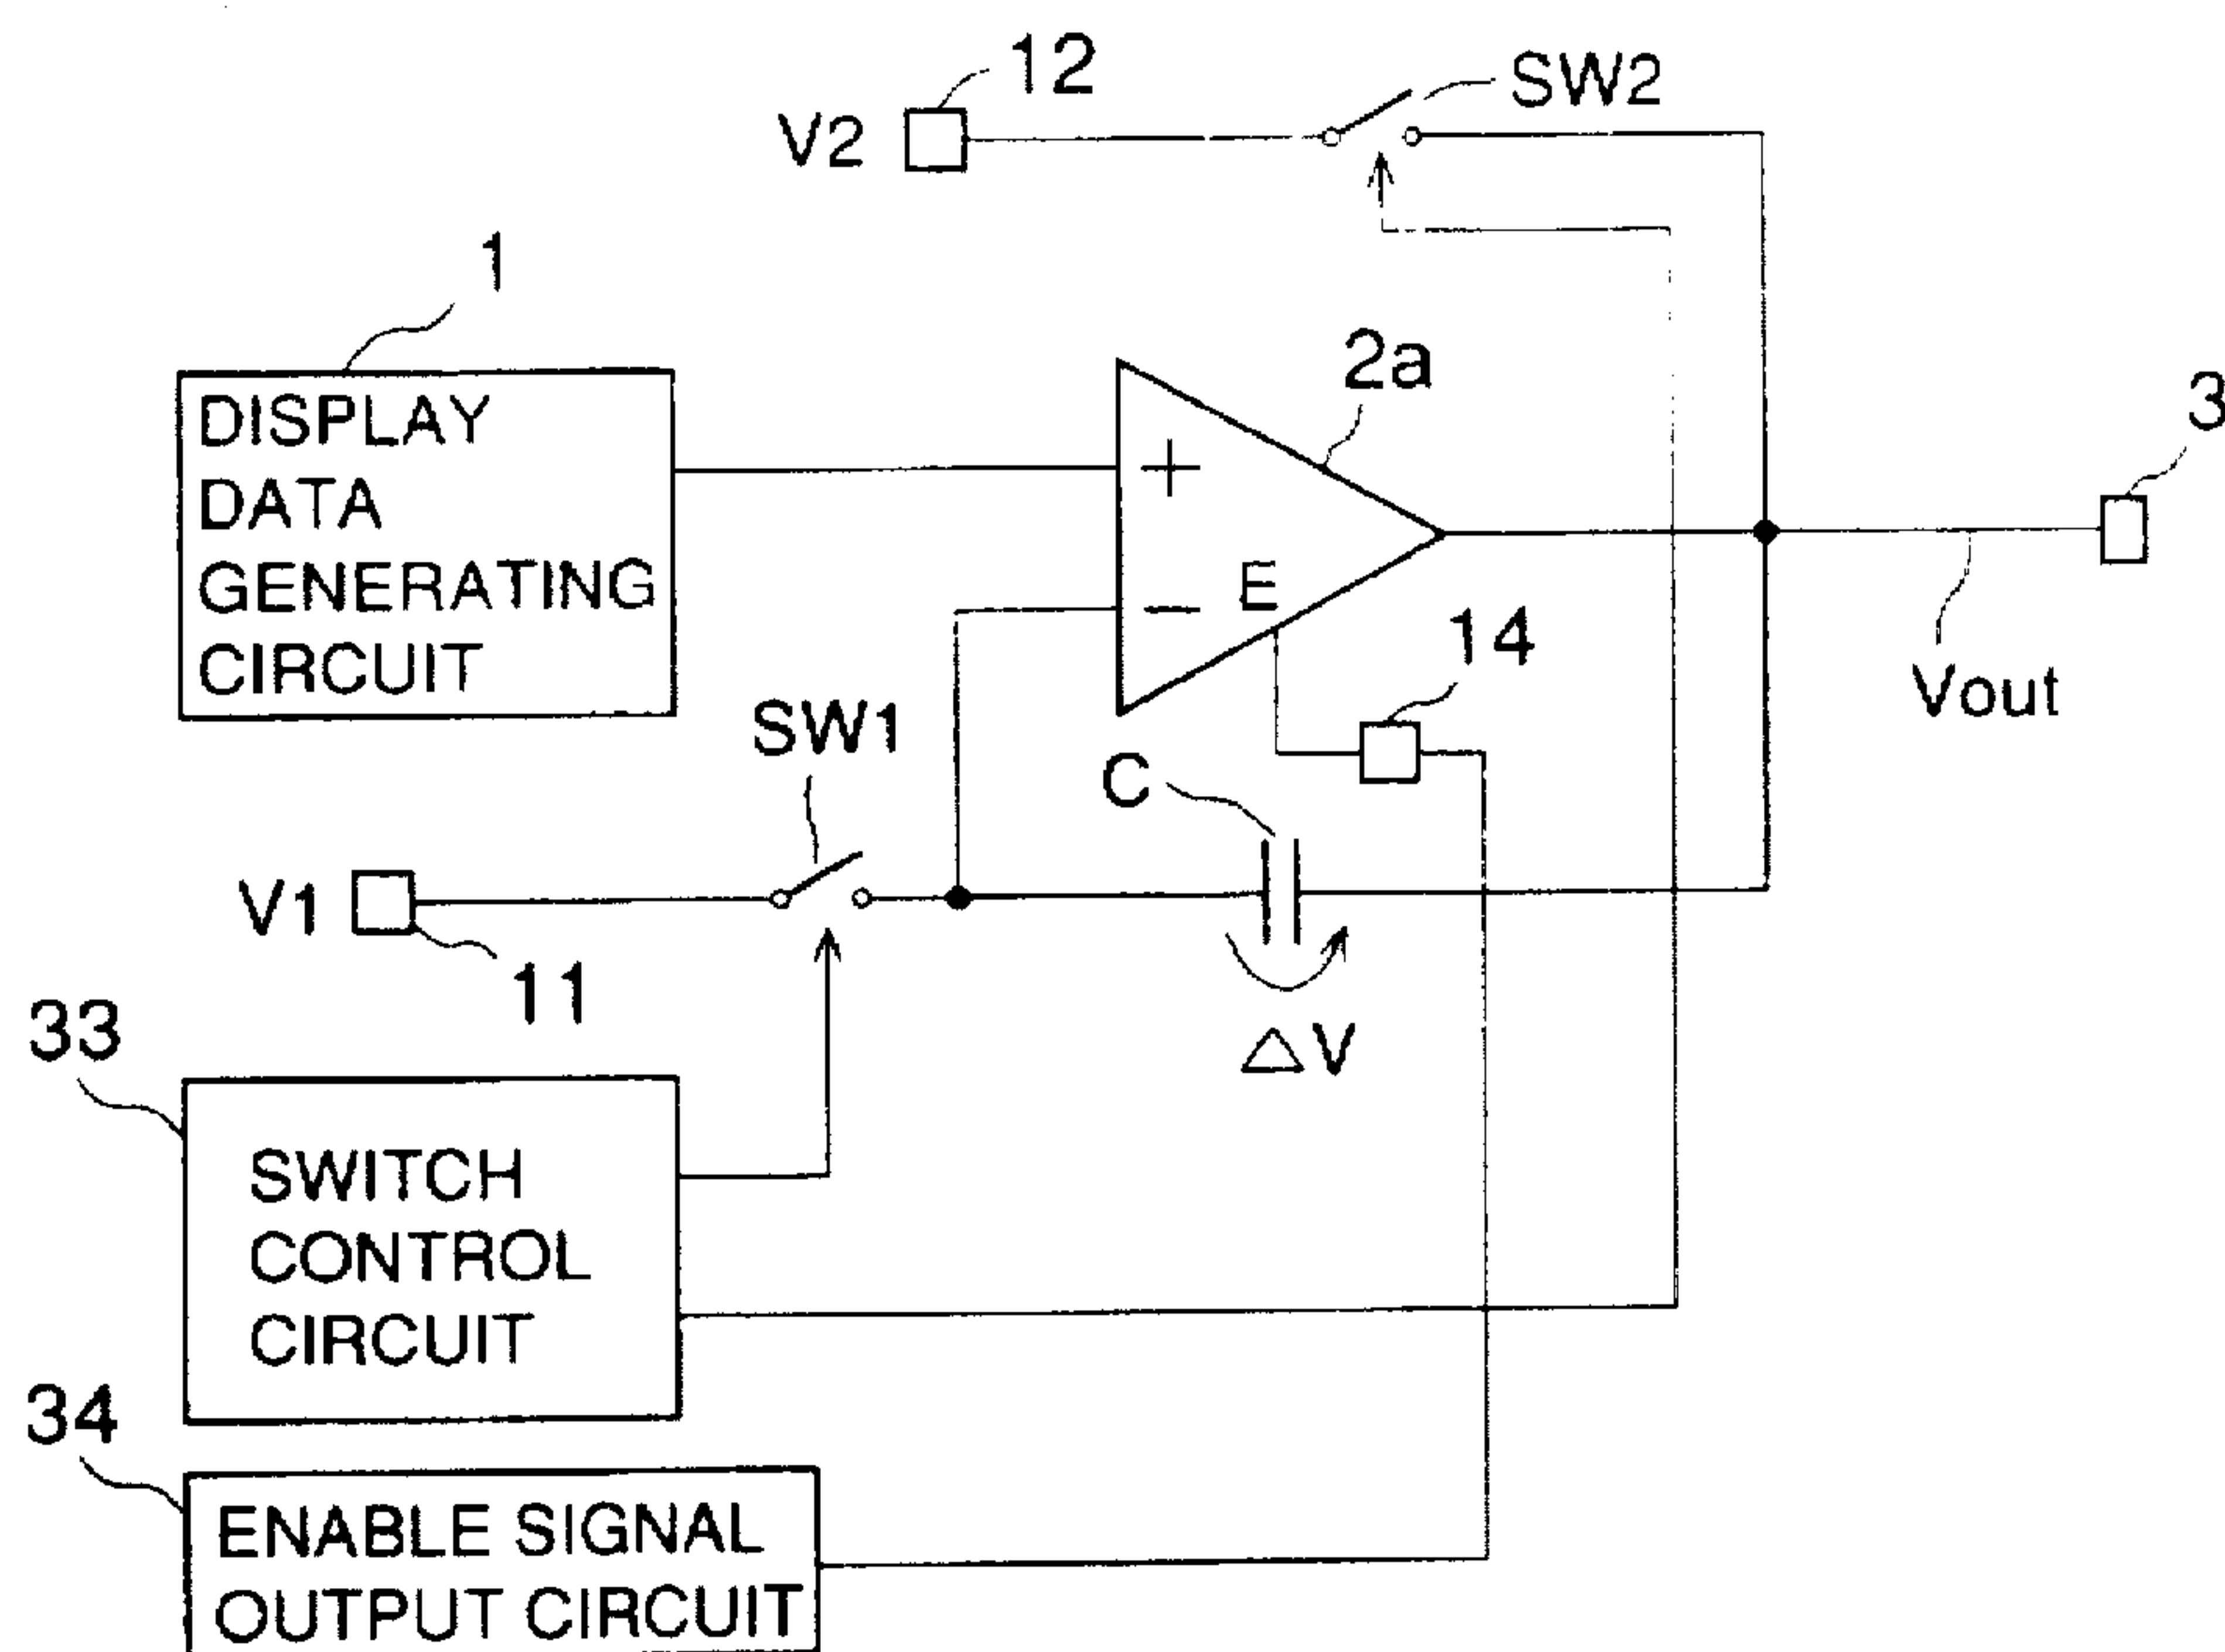 12
SW2
V2
1
2a
3
DISPLAY
DATA
GENERATING
CIRCUIT
+
−
E
14
Vout
SW1
C
V1
11
33
△V
SWITCH
CONTROL
CIRCUIT
34
ENABLE SIGNAL
OUTPUT CIRCUIT